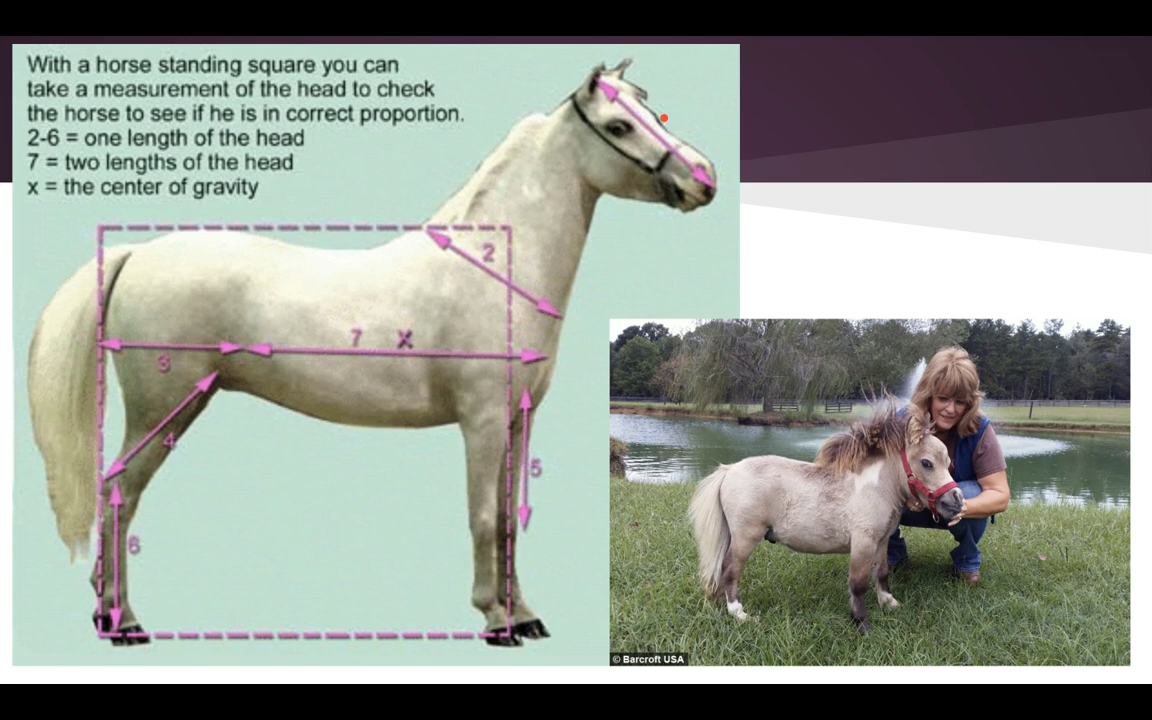 With a horse standing square you can
take a measurement of the head to check
the horse to see if he is in correct proportion.
2-6 = one length of the head
7 = two lengths of the head
x = the center of gravity
2
7 X
3
4
5
6
© Barcroft USA